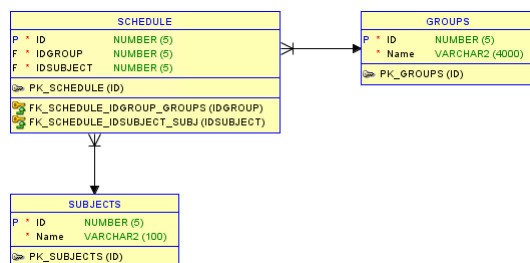 SCHEDULE
P * ID NUMBER (5)
F * IDGROUP NUMBER (5)
F * IDSUBJECT NUMBER (5)
PK_SCHEDULE (ID)
FK_SCHEDULE_IDGROUP_GROUPS (IDGROUP)
FK_SCHEDULE_IDSUBJECT_SUBJ (IDSUBJECT)
GROUPS
P * ID NUMBER (5)
* Name VARCHAR2 (4000)
PK_GROUPS (ID)
SUBJECTS
P * ID NUMBER (5)
* Name VARCHAR2 (100)
PK_SUBJECTS (ID)